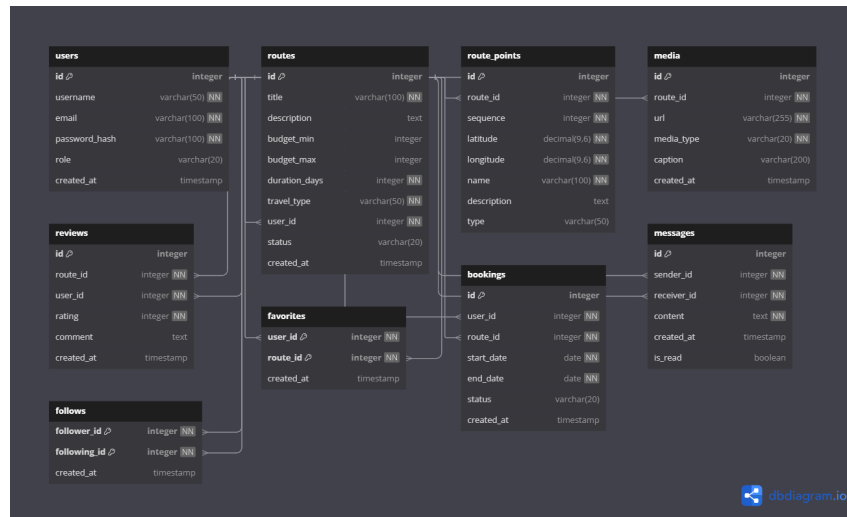 users
id integer
username varchar(50) NN
email varchar(100) NN
password_hash varchar(100) NN
role varchar(20)
created_at timestamp
routes
id integer
title varchar(100) NN
description text
budget_min integer
budget_max integer
duration_days integer NN
travel_type varchar(50) NN
user_id integer NN
status varchar(20)
created_at timestamp
route_points
id integer
route_id integer NN
sequence integer NN
latitude decimal(9,6) NN
longitude decimal(9,6) NN
name varchar(100) NN
description text
type varchar(50)
media
id integer
route_id integer NN
url varchar(255) NN
media_type varchar(20) NN
caption varchar(200)
created_at timestamp
reviews
id integer
route_id integer NN
user_id integer NN
rating integer NN
comment text
created_at timestamp
favorites
user_id integer NN
route_id integer NN
created_at timestamp
bookings
id integer
user_id integer NN
route_id integer NN
start_date date NN
end_date date NN
status varchar(20)
created_at timestamp
messages
id integer
sender_id integer NN
receiver_id integer NN
content text NN
created_at timestamp
is_read boolean
follows
follower_id integer NN
following_id integer NN
created_at timestamp
dbdiagram.io